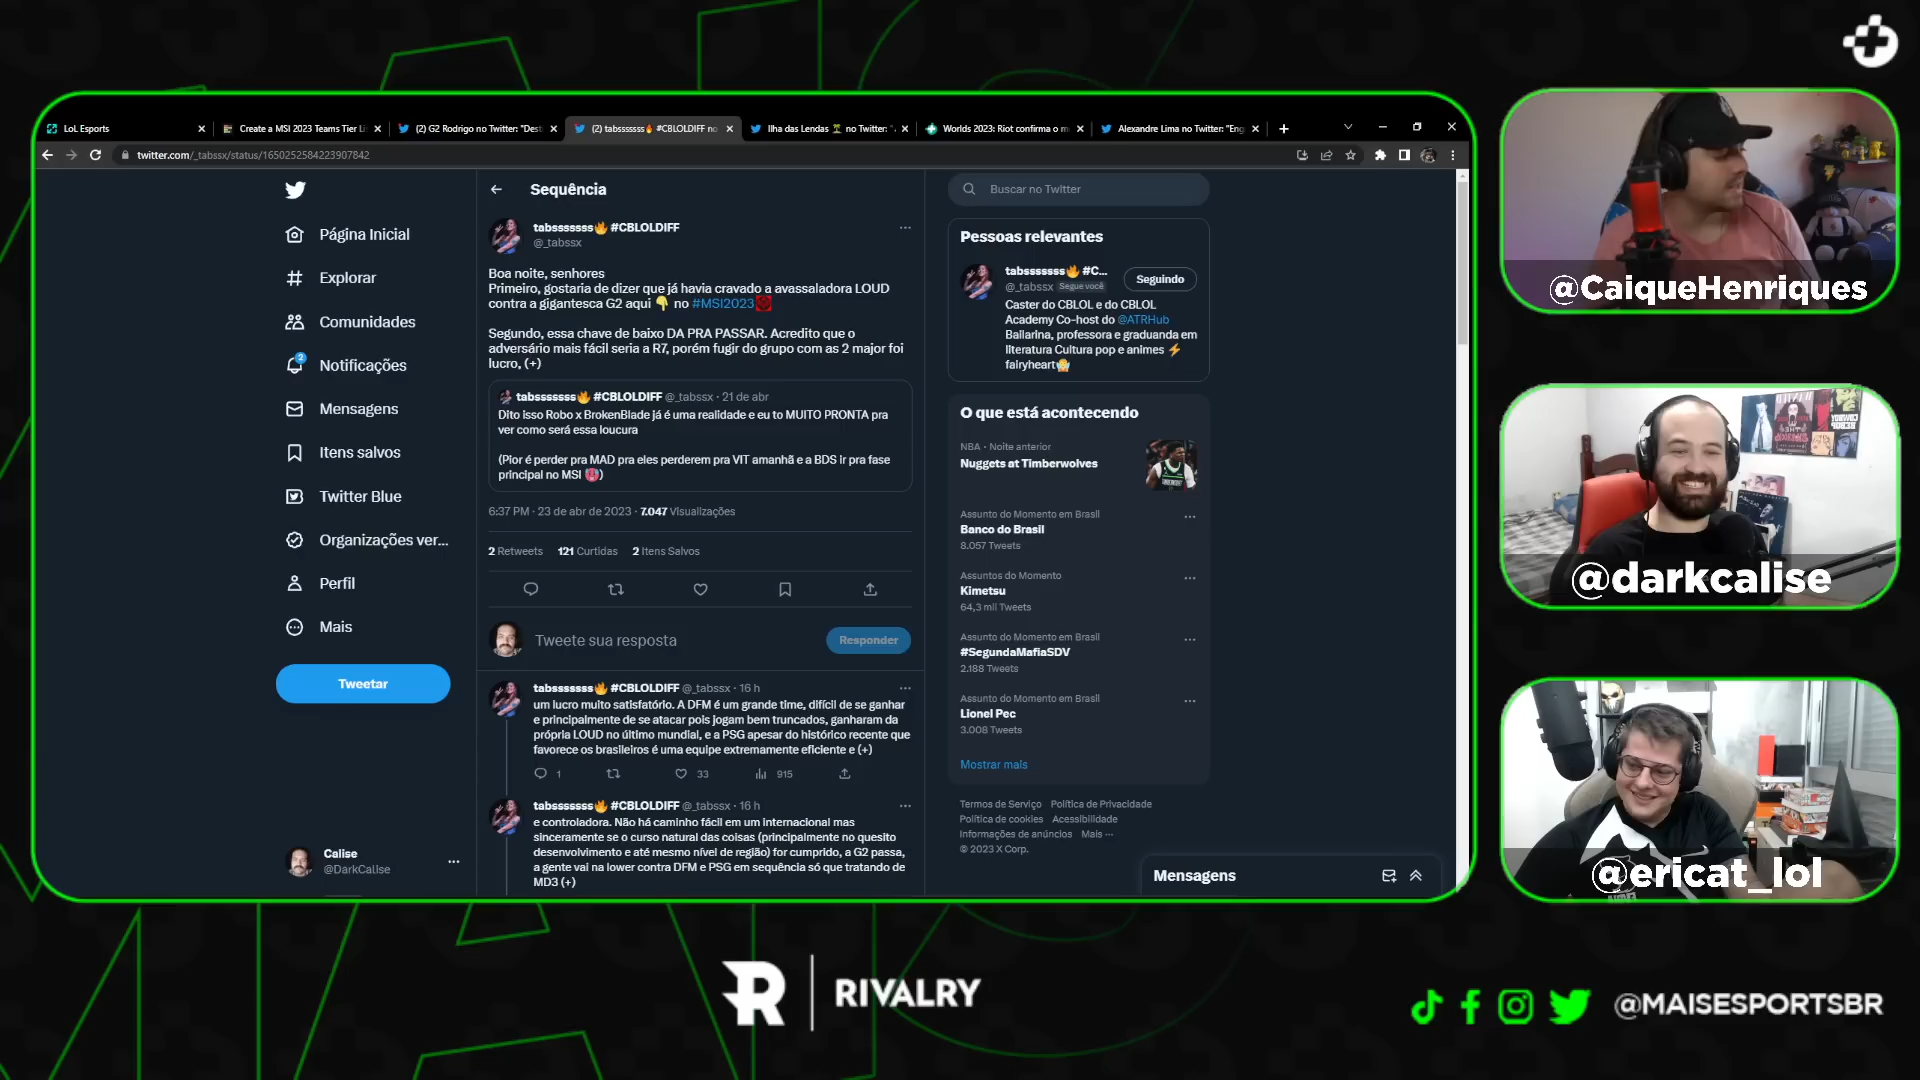 LoL Esports
Create a MSI 2023 Teams Tier Li
(2) G2 Rodrigo no Twitter: "Dest
(2) tabsssssss🔥 #CBLOLDIFF no
Ilha das Lendas 🏝 no Twitter: "
Worlds 2023: Riot confirma o m
Alexandre Lima no Twitter: "Eng
twitter.com/_tabssx/status/1650252584223907842
Página Inicial
Explorar
Comunidades
2
Notificações
Mensagens
Itens salvos
Twitter Blue
Organizações ver...
Perfil
Mais
Tweetar
Calise
@DarkCalise
Sequência
tabsssssss🔥 #CBLOLDIFF
@_tabssx
Boa noite, senhores
Primeiro, gostaria de dizer que já havia cravado a avassaladora LOUD
contra a gigantesca G2 aqui 👇 no #MSI2023
Segundo, essa chave de baixo DA PRA PASSAR. Acredito que o
adversário mais fácil seria a R7, porém fugir do grupo com as 2 major foi
lucro, (+)
tabsssssss🔥 #CBLOLDIFF @_tabssx · 21 de abr
Dito isso Robo x BrokenBlade já é uma realidade e eu to MUITO PRONTA pra
ver como será essa loucura
(Pior é perder pra MAD pra eles perderem pra VIT amanhã e a BDS ir pra fase
principal no MSI 🥵)
6:37 PM · 23 de abr de 2023 · 7.047 Visualizações
2 Retweets 121 Curtidas 2 Itens Salvos
Tweete sua resposta
Responder
tabsssssss🔥 #CBLOLDIFF @_tabssx · 16 h
um lucro muito satisfatório. A DFM é um grande time, difícil de se ganhar
e principalmente de se atacar pois jogam bem truncados, ganharam da
própria LOUD no último mundial, e a PSG apesar do histórico recente que
favorece os brasileiros é uma equipe extremamente eficiente e (+)
1 33 915
tabsssssss🔥 #CBLOLDIFF @_tabssx · 16 h
e controladora. Não há caminho fácil em um internacional mas
sinceramente se o curso natural das coisas (principalmente no quesito
desenvolvimento e até mesmo nível de região) for cumprido, a G2 passa,
a gente vai na lower contra DFM e PSG em sequência só que tratando de
MD3 (+)
Buscar no Twitter
Pessoas relevantes
tabsssssss🔥 #C...
@_tabssx Segue você
Seguindo
Caster do CBLOL e do CBLOL
Academy Co-host do @ATRHub
Bailarina, professora e graduanda em
literatura Cultura pop e animes ⚡
fairyheart
O que está acontecendo
NBA · Noite anterior
Nuggets at Timberwolves
Assunto do Momento em Brasil
Banco do Brasil
8.057 Tweets
Assuntos do Momento
Kimetsu
64,3 mil Tweets
Assunto do Momento em Brasil
#SegundaMafiaSDV
2.188 Tweets
Assunto do Momento em Brasil
Lionel Pec
3.008 Tweets
Mostrar mais
Termos de Serviço Política de Privacidade
Política de cookies Acessibilidade
Informações de anúncios Mais ···
© 2023 X Corp.
Mensagens
@CaiqueHenriques
@darkcalise
@ericat_lol
R RIVALRY
@MAISESPORTSBR